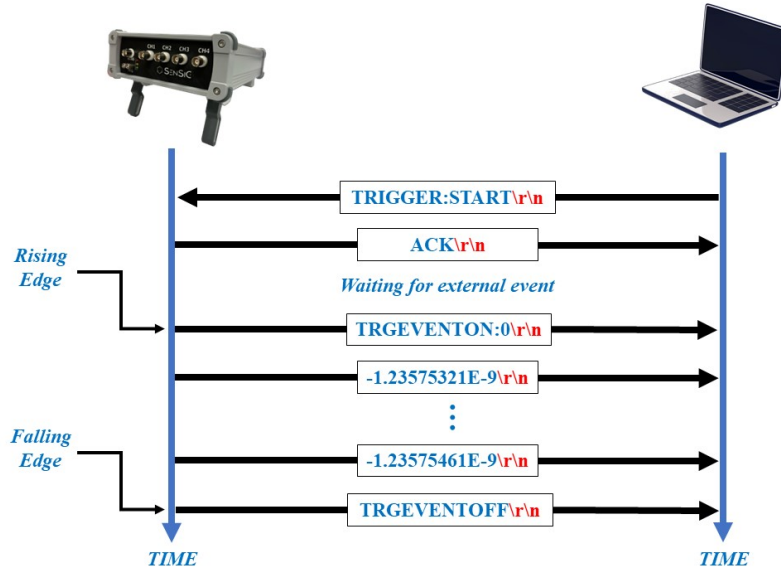 CH1 CH2 CH3 CH4
SENSiC
TRIGGER:START\r\n
ACK\r\n
Rising
Edge
Waiting for external event
TRGEVENTON:0\r\n
-1.23575321E-9\r\n
Falling
Edge
-1.23575461E-9\r\n
TRGEVENTOFF\r\n
TIME
TIME